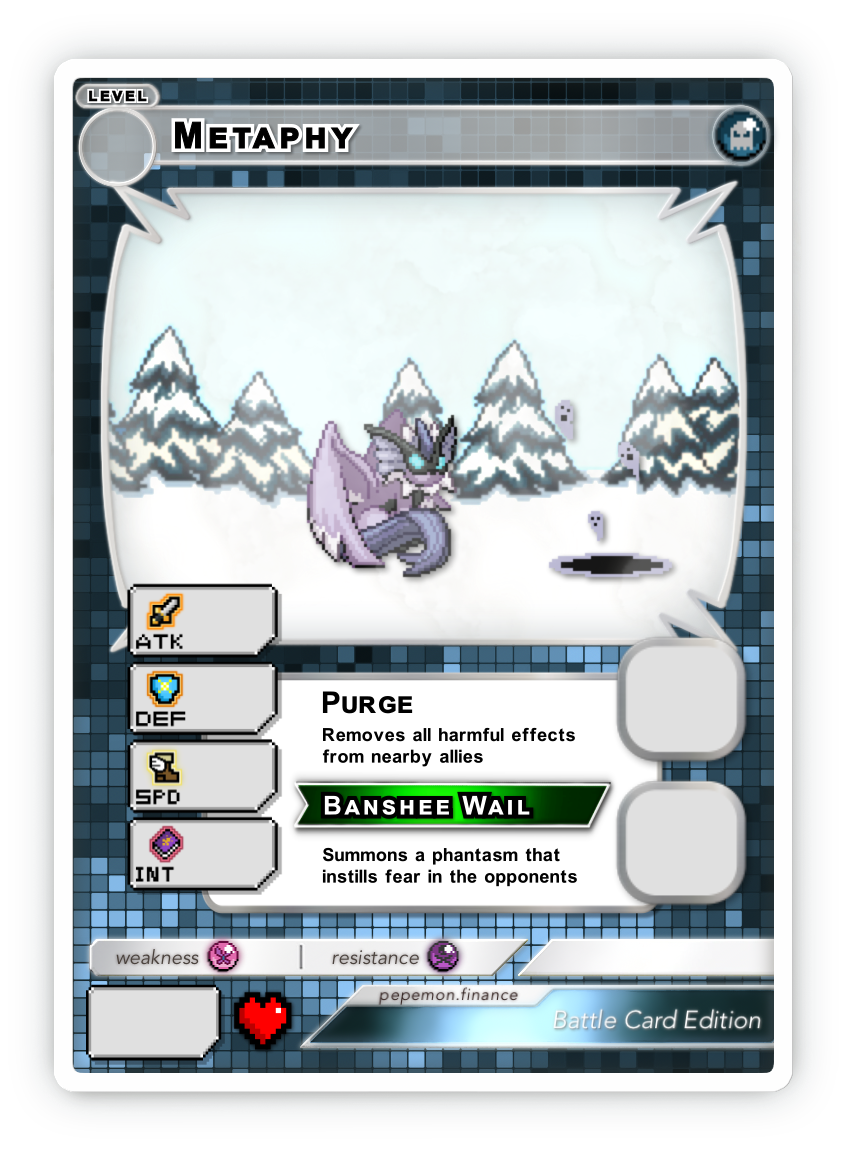 LEVEL
METAPHY
ATK
DEF
SPD
INT
PURGE
Removes all harmful effects
from nearby allies
BANSHEE WAIL
Summons a phantasm that
instills fear in the opponents
weakness | resistance
pepemon.finance
Battle Card Edition